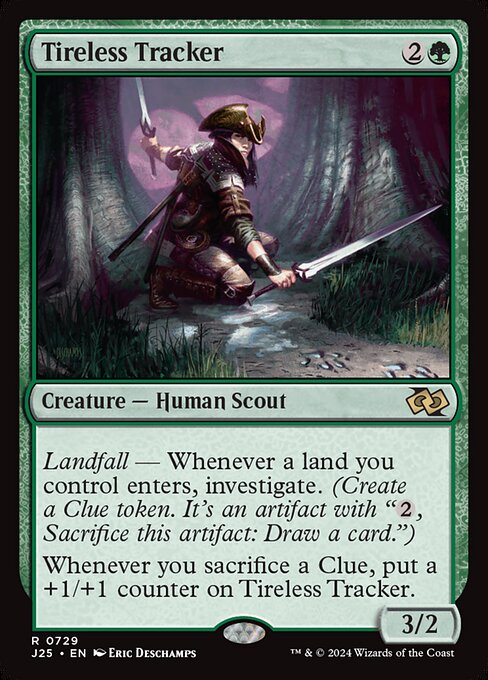 Tireless Tracker 2
Creature — Human Scout
Landfall — Whenever a land you
control enters, investigate. (Create
a Clue token. It's an artifact with “2,
Sacrifice this artifact: Draw a card.”)
Whenever you sacrifice a Clue, put a
+1/+1 counter on Tireless Tracker.
3/2
R 0729
J25 • EN Eric Deschamps
™ & © 2024 Wizards of the Coast